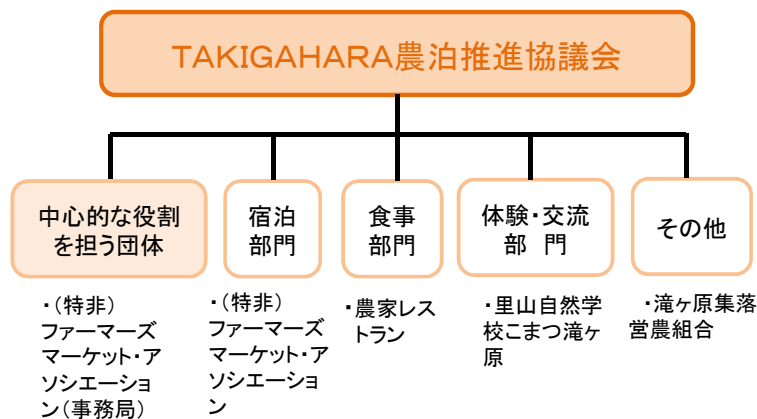 TAKIGAHARA農泊推進協議会
中心的な役割
を担う団体
宿泊
部門
食事
部門
体験・交流
部 門
その他
・（特非）
ファーマーズ
マーケット・ア
ソシエーショ
ン（事務局）
・（特非）
ファーマーズ
マーケット・ア
ソシエーショ
ン
・農家レス
トラン
・里山自然学
校こまつ滝ヶ
原
・滝ヶ原集落
営農組合